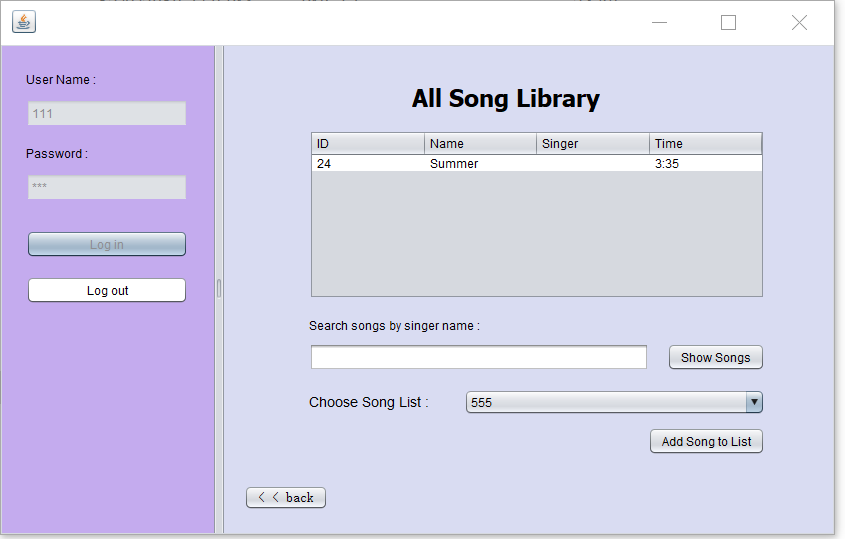 User Name :
111
Password :
***
Log in
Log out
All Song Library
ID Name Singer Time
24 Summer 3:35
Search songs by singer name :
Show Songs
Choose Song List : 555
Add Song to List
<< back